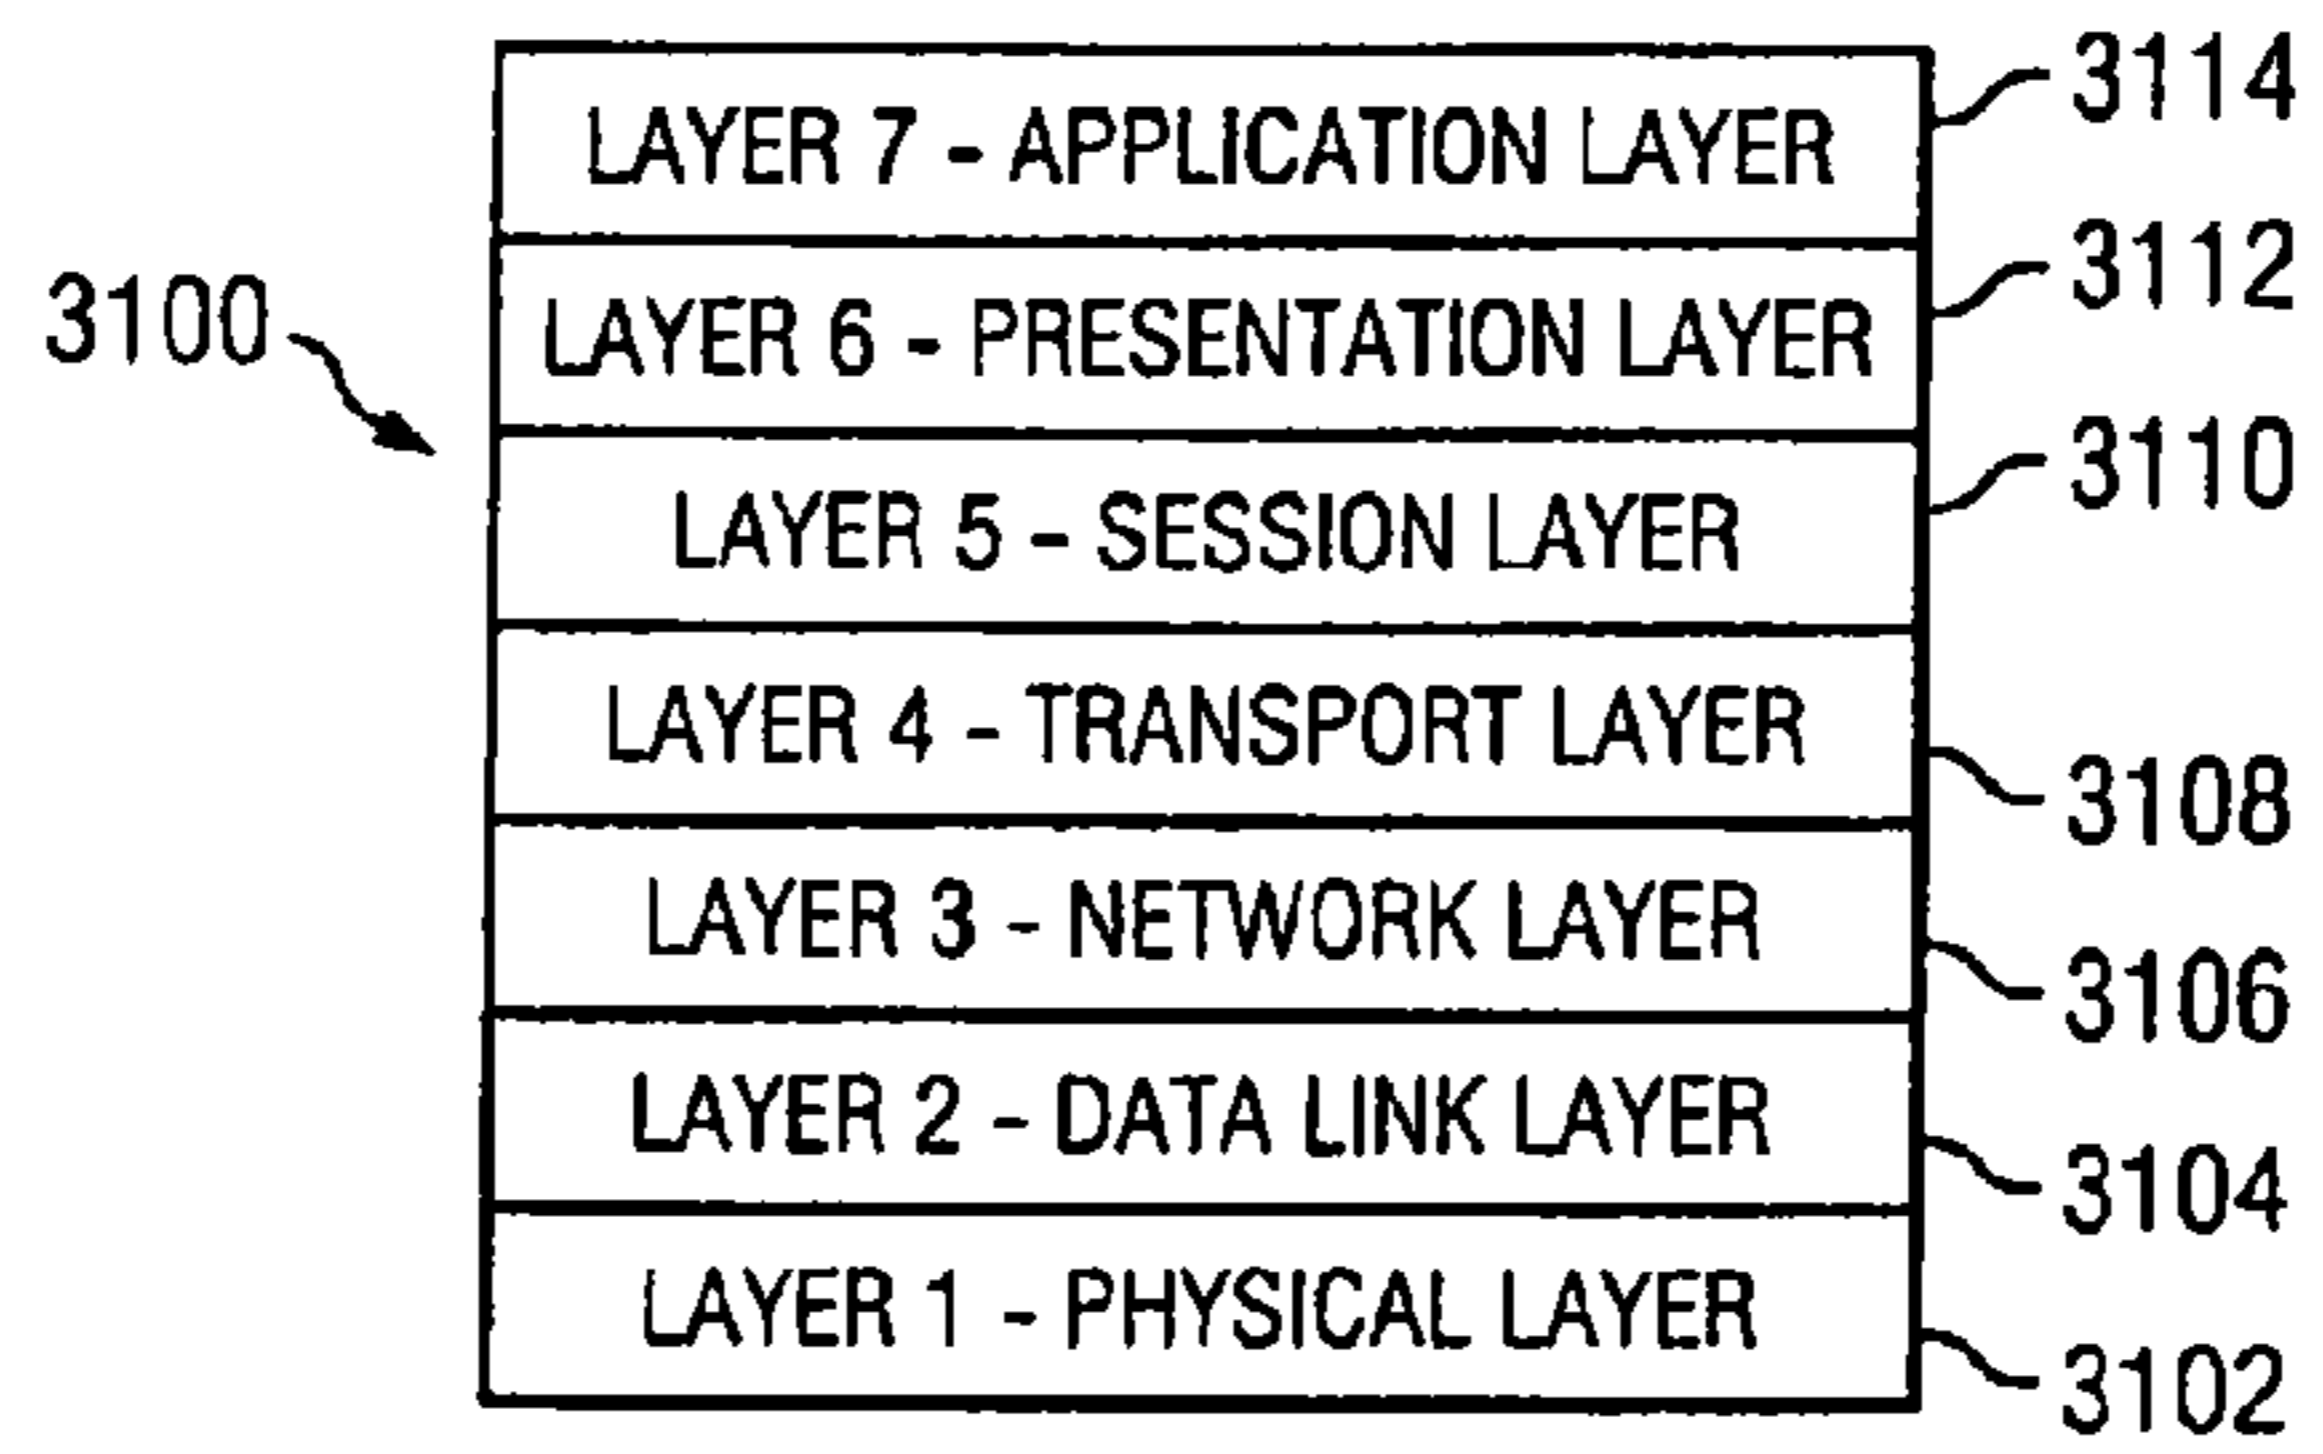 3114
LAYER 7 - APPLICATION LAYER
3112
LAYER 6 - PRESENTATION LAYER
3100
3110
LAYER 5 - SESSION LAYER
LAYER 4 - TRANSPORT LAYER
3108
LAYER 3 - NETWORK LAYER
3106
LAYER 2 - DATA LINK LAYER
3104
LAYER 1 - PHYSICAL LAYER
3102